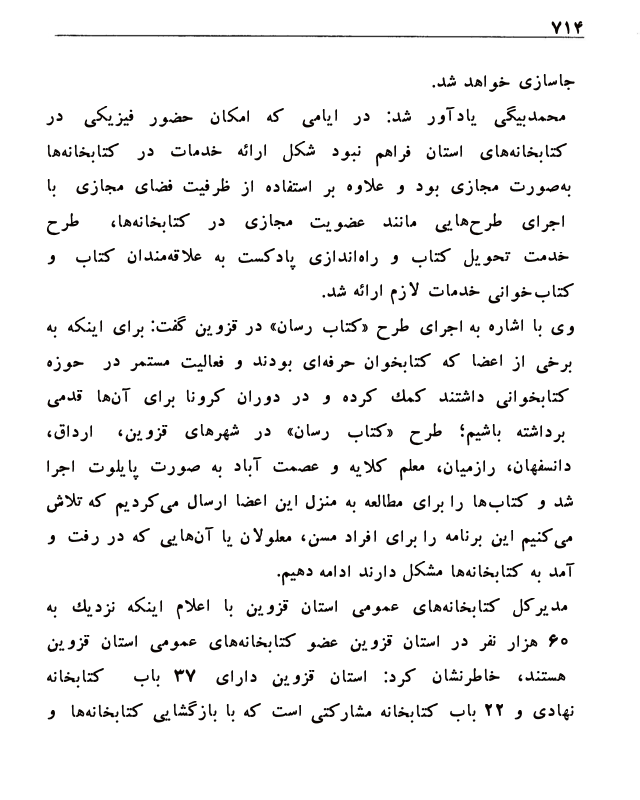 ۷۱۴
جاسازی خواهد شد.
محمدبیگی یادآور شد: در ایامی که امکان حضور فیزیکی در
کتابخانه‌های استان فراهم نبود شکل ارائه خدمات در کتابخانه‌ها
به‌صورت مجازی بود و علاوه بر استفاده از ظرفیت فضای مجازی با
اجرای طرح‌هایی مانند عضویت مجازی در کتابخانه‌ها، طرح
خدمت تحویل کتاب و راه‌اندازی پادکست به علاقه‌مندان کتاب و
کتاب‌خوانی خدمات لازم ارائه شد.
وی با اشاره به اجرای طرح «کتاب رسان» در قزوین گفت: برای اینکه به
برخی از اعضا که کتابخوان حرفه‌ای بودند و فعالیت مستمر در حوزه
کتابخوانی داشتند کمك کرده و در دوران کرونا برای آن‌ها قدمی
برداشته باشیم؛ طرح «کتاب رسان» در شهرهای قزوین، ارداق،
دانسفهان، رازمیان، معلم کلایه و عصمت آباد به صورت پایلوت اجرا
شد و کتاب‌ها را برای مطالعه به منزل این اعضا ارسال می‌کردیم که تلاش
می‌کنیم این برنامه را برای افراد مسن، معلولان یا آن‌هایی که در رفت و
آمد به کتابخانه‌ها مشکل دارند ادامه دهیم.
مدیرکل کتابخانه‌های عمومی استان قزوین با اعلام اینکه نزدیك به
۶۰ هزار نفر در استان قزوین عضو کتابخانه‌های عمومی استان قزوین
هستند، خاطرنشان کرد: استان قزوین دارای ۳۷ باب کتابخانه
نهادی و ۲۲ باب کتابخانه مشارکتی است که با بازگشایی کتابخانه‌ها و